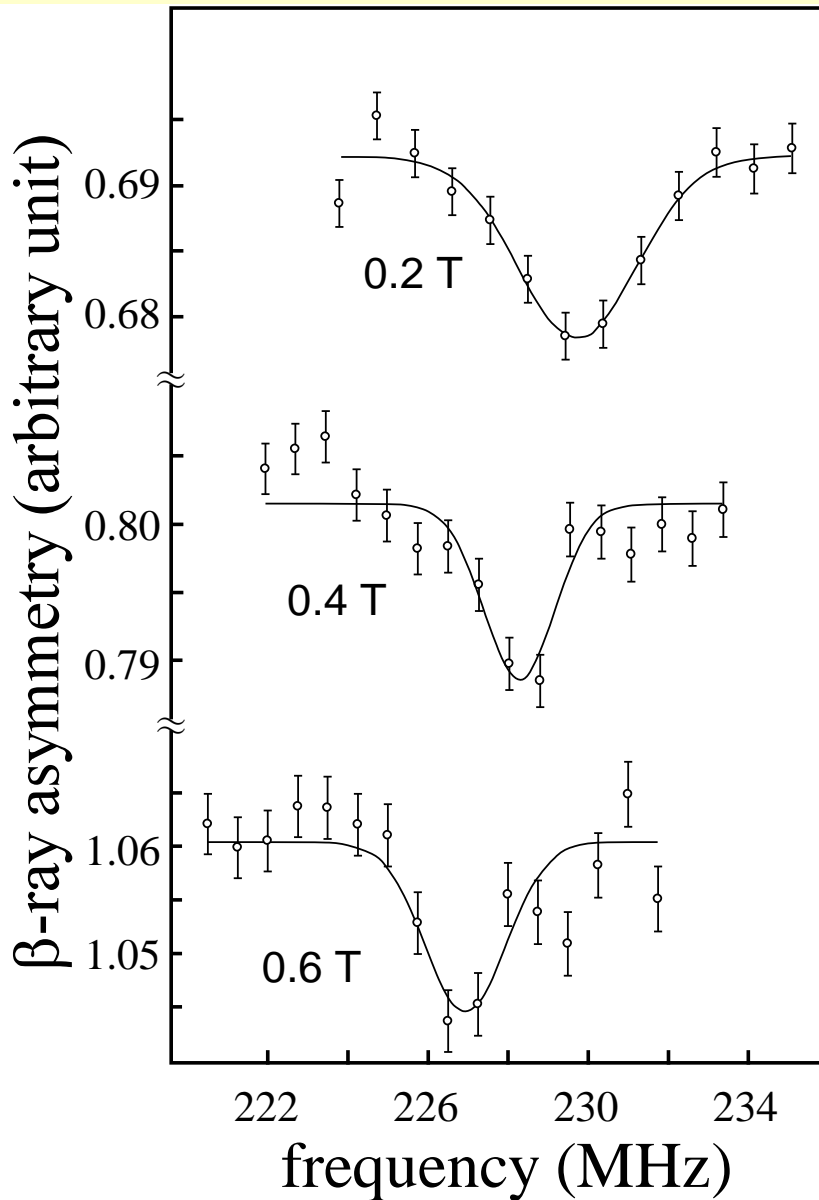 β-ray asymmetry (arbitrary unit)
0.69
0.2 T
0.68
0.80
0.4 T
0.79
1.06
1.05
0.6 T
222 226 230 234
frequency (MHz)